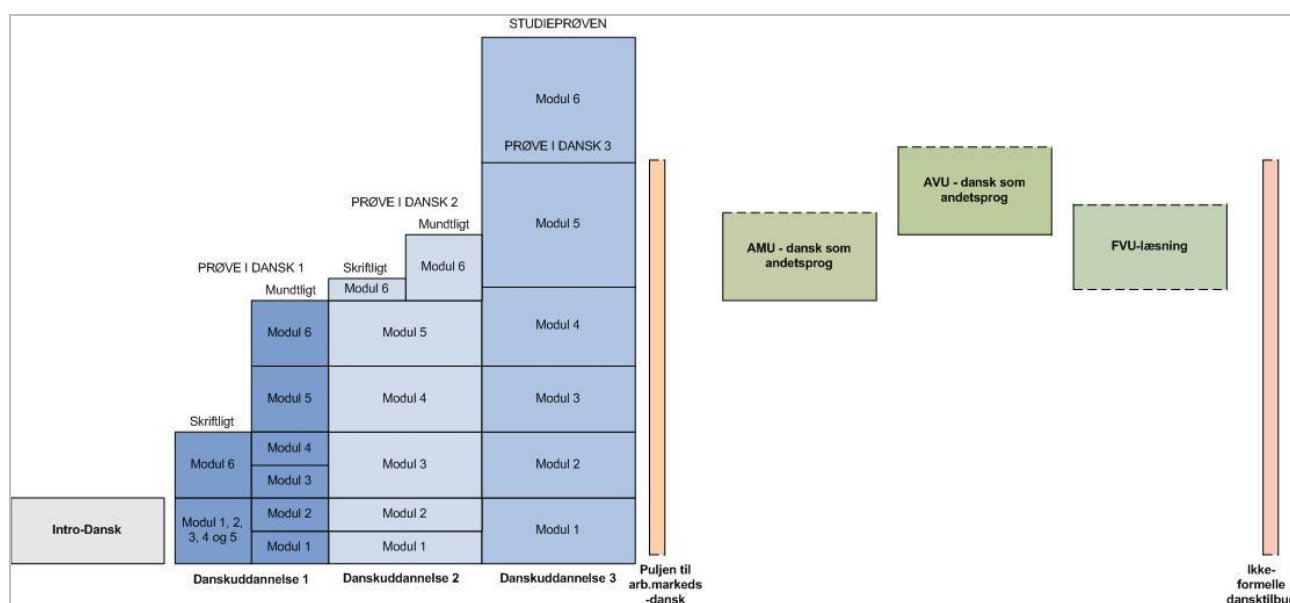 STUDIEPRØVEN
Modul 6
PRØVE I DANSK 3
Modul 5
Modul 4
Modul 3
Modul 2
Modul 1
Danskuddannelse 3
PRØVE I DANSK 2
Mundtligt
Skriftligt
Modul 6
Modul 6
Modul 5
Modul 4
Modul 3
Modul 2
Modul 1
Danskuddannelse 2
PRØVE I DANSK 1
Mundtligt
Modul 6
Modul 5
Skriftligt
Modul 4
Modul 6
Modul 3
Modul 1, 2,
3, 4 og 5
Modul 2
Modul 1
Danskuddannelse 1
Intro-Dansk
Puljen til
arb.markeds
-dansk
AMU - dansk som
andetsprog
AVU - dansk som
andetsprog
FVU-læsning
Ikke-
formelle
dansktilbud